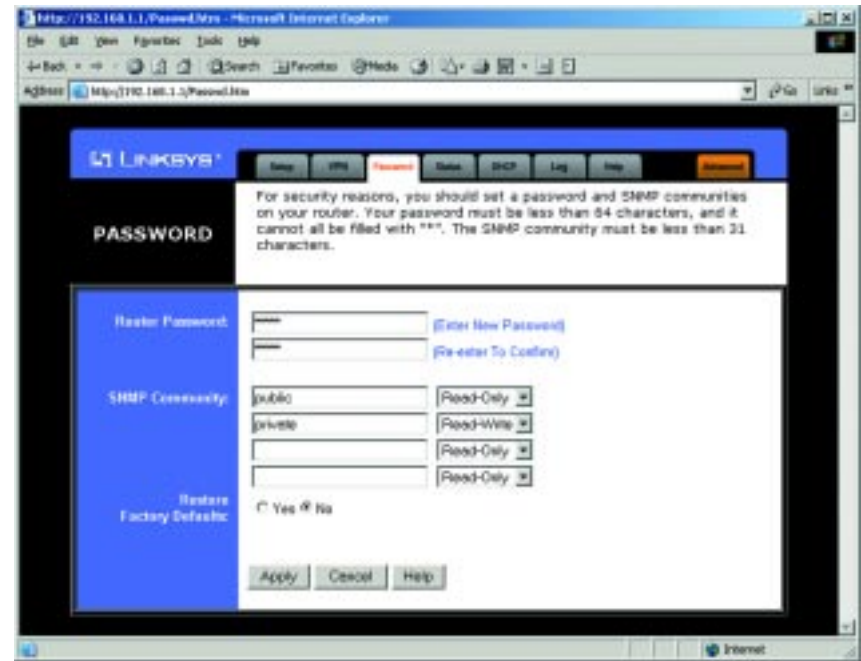 http://192.168.1.1/Passwd.htm - Microsoft Internet Explorer
File Edit View Favorites Tools Help
Back Search Favorites Media
Address http://192.168.1.1/Passwd.htm Go Links »
LINKSYS®
Setup VPN Password Status DHCP Log Help Advanced
PASSWORD
For security reasons, you should set a password and SNMP communities
on your router. Your password must be less than 64 characters, and it
cannot all be filled with "*". The SNMP community must be less than 31
characters.
Router Password: ***** (Enter New Password)
***** (Re-enter To Confirm)
SNMP Community: public Read-Only
private Read-Write
Read-Only
Read-Only
Restore
Factory Defaults: Yes No
Apply Cancel Help
Internet